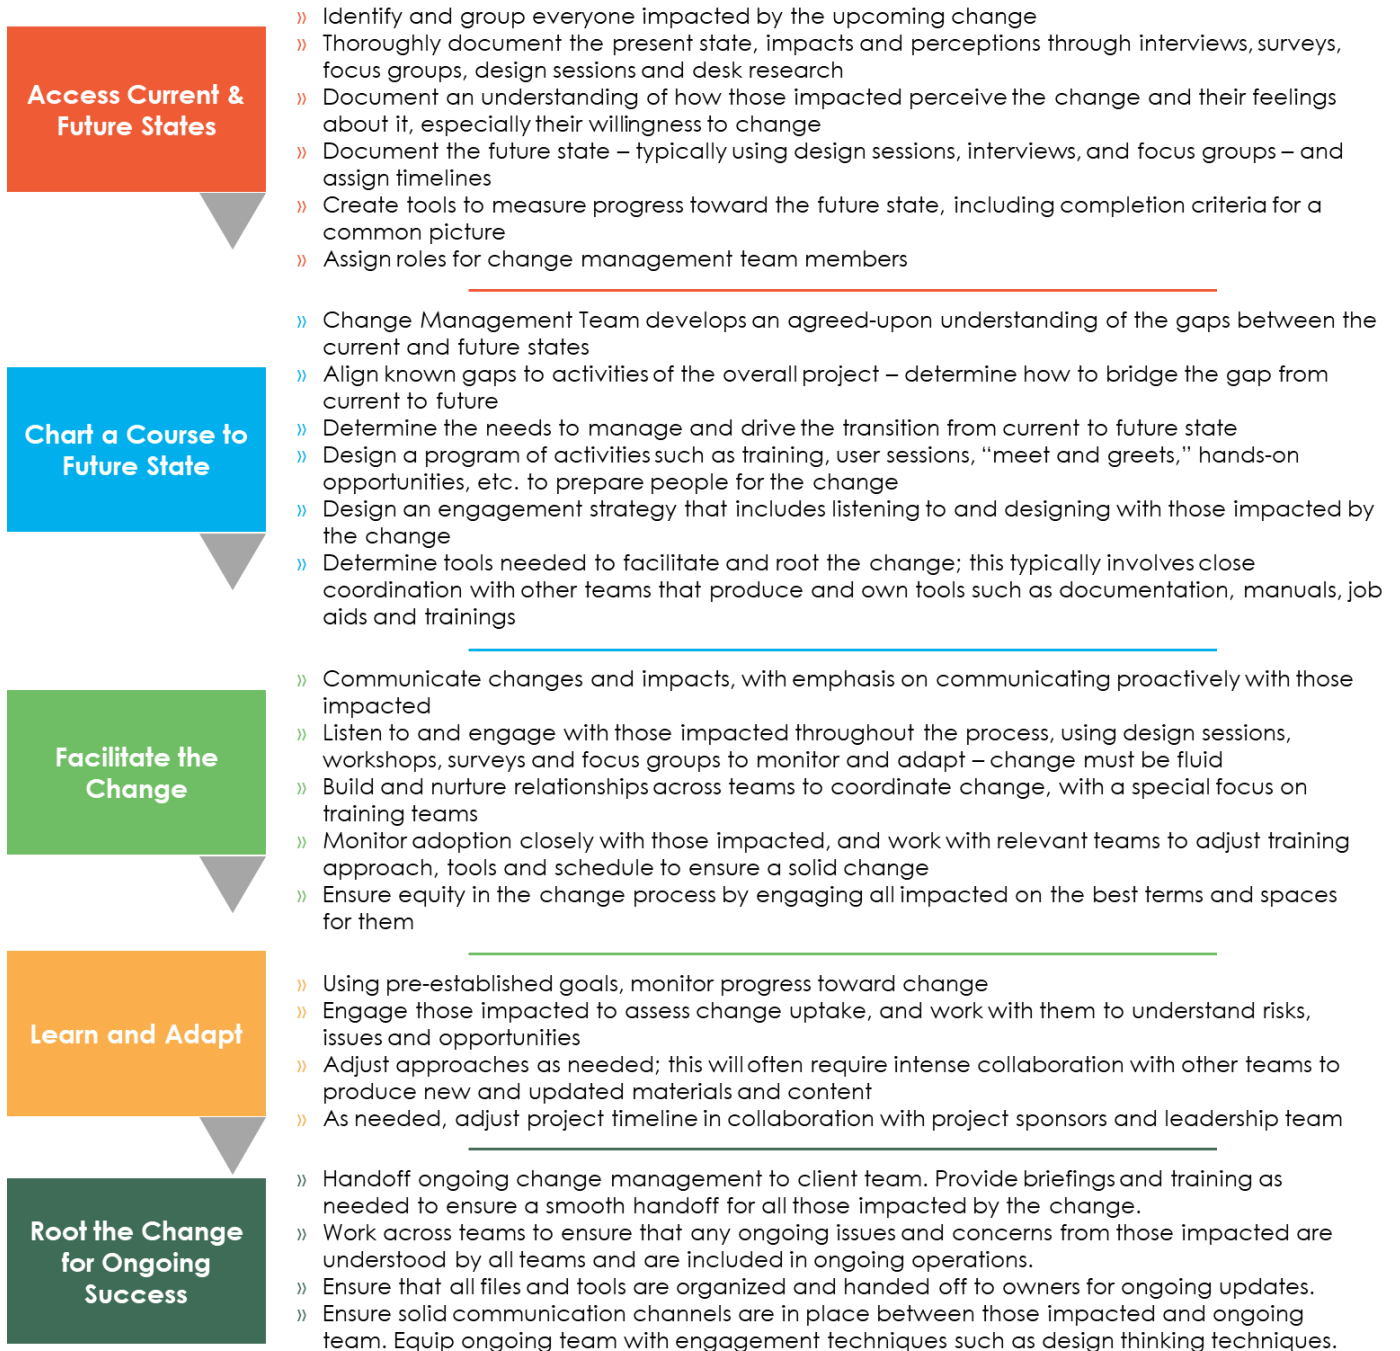 Access Current &
Future States
» Identify and group everyone impacted by the upcoming change
» Thoroughly document the present state, impacts and perceptions through interviews, surveys,
focus groups, design sessions and desk research
» Document an understanding of how those impacted perceive the change and their feelings
about it, especially their willingness to change
» Document the future state – typically using design sessions, interviews, and focus groups – and
assign timelines
» Create tools to measure progress toward the future state, including completion criteria for a
common picture
» Assign roles for change management team members
Chart a Course to
Future State
» Change Management Team develops an agreed-upon understanding of the gaps between the
current and future states
» Align known gaps to activities of the overall project – determine how to bridge the gap from
current to future
» Determine the needs to manage and drive the transition from current to future state
» Design a program of activities such as training, user sessions, “meet and greets,” hands-on
opportunities, etc. to prepare people for the change
» Design an engagement strategy that includes listening to and designing with those impacted by
the change
» Determine tools needed to facilitate and root the change; this typically involves close
coordination with other teams that produce and own tools such as documentation, manuals, job
aids and trainings
Facilitate the
Change
» Communicate changes and impacts, with emphasis on communicating proactively with those
impacted
» Listen to and engage with those impacted throughout the process, using design sessions,
workshops, surveys and focus groups to monitor and adapt – change must be fluid
» Build and nurture relationships across teams to coordinate change, with a special focus on
training teams
» Monitor adoption closely with those impacted, and work with relevant teams to adjust training
approach, tools and schedule to ensure a solid change
» Ensure equity in the change process by engaging all impacted on the best terms and spaces
for them
Learn and Adapt
» Using pre-established goals, monitor progress toward change
» Engage those impacted to assess change uptake, and work with them to understand risks,
issues and opportunities
» Adjust approaches as needed; this will often require intense collaboration with other teams to
produce new and updated materials and content
» As needed, adjust project timeline in collaboration with project sponsors and leadership team
Root the Change
for Ongoing
Success
» Handoff ongoing change management to client team. Provide briefings and training as
needed to ensure a smooth handoff for all those impacted by the change.
» Work across teams to ensure that any ongoing issues and concerns from those impacted are
understood by all teams and are included in ongoing operations.
» Ensure that all files and tools are organized and handed off to owners for ongoing updates.
» Ensure solid communication channels are in place between those impacted and ongoing
team. Equip ongoing team with engagement techniques such as design thinking techniques.